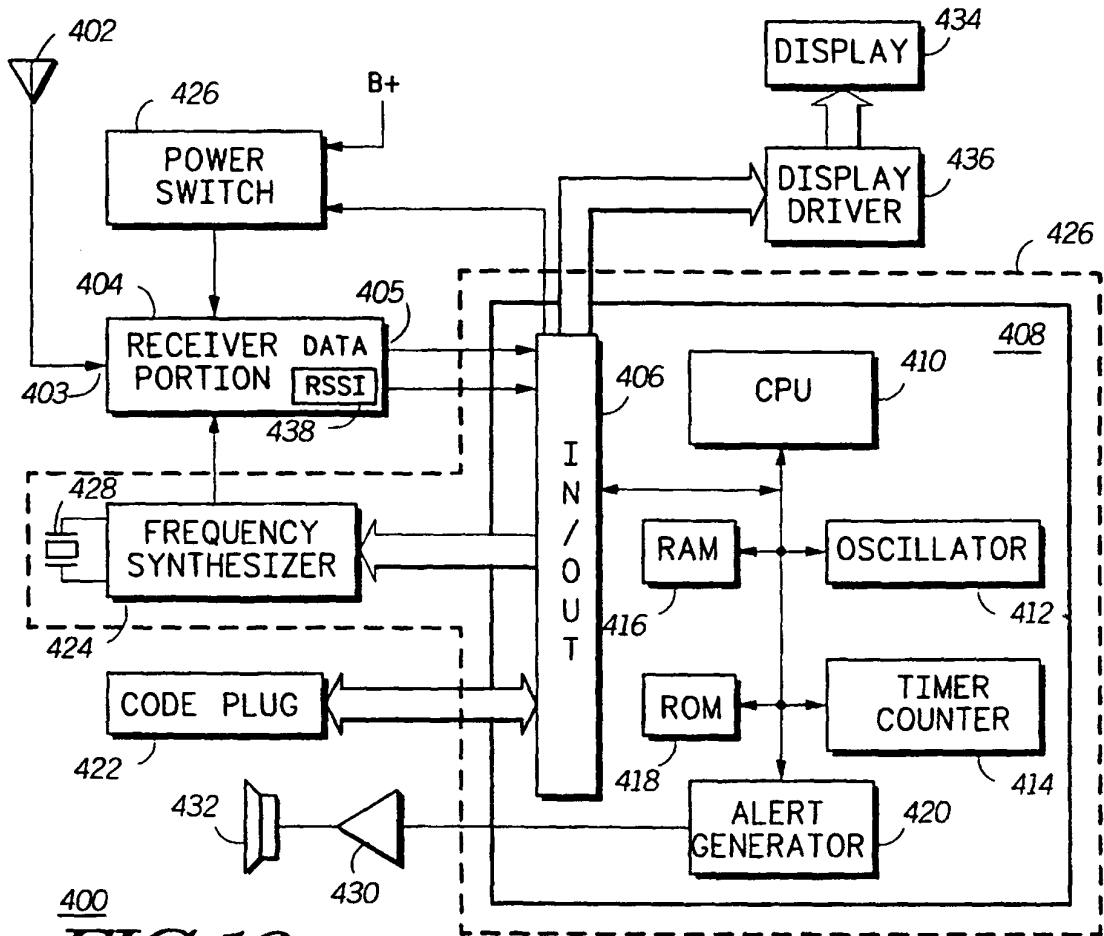 402
B+
426
POWER
SWITCH
DISPLAY
434
DISPLAY
DRIVER
436
426
404
405
RECEIVER DATA
PORTION
RSSI
403
438
406
408
410
CPU
IN/OUT
428
FREQUENCY
SYNTHESIZER
424
RAM
416
OSCILLATOR
412
CODE PLUG
422
ROM
418
TIMER
COUNTER
414
ALERT
GENERATOR
420
432
430
400